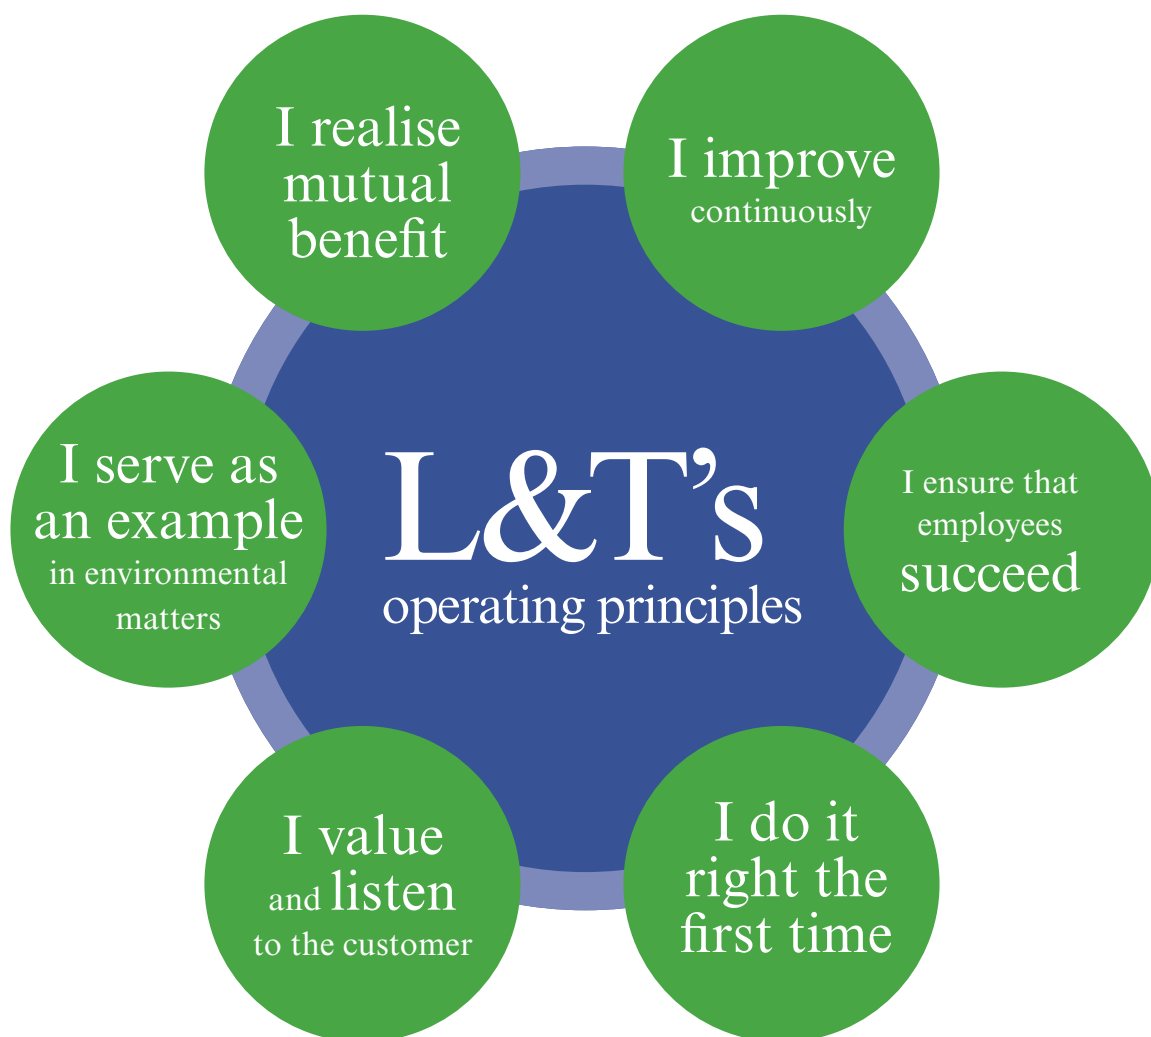 I realise
mutual
benefit
I improve
continuously
I serve as
an example
in environmental
matters
L&T’s
operating principles
I ensure that
employees
succeed
I value
and listen
to the customer
I do it
right the
first time